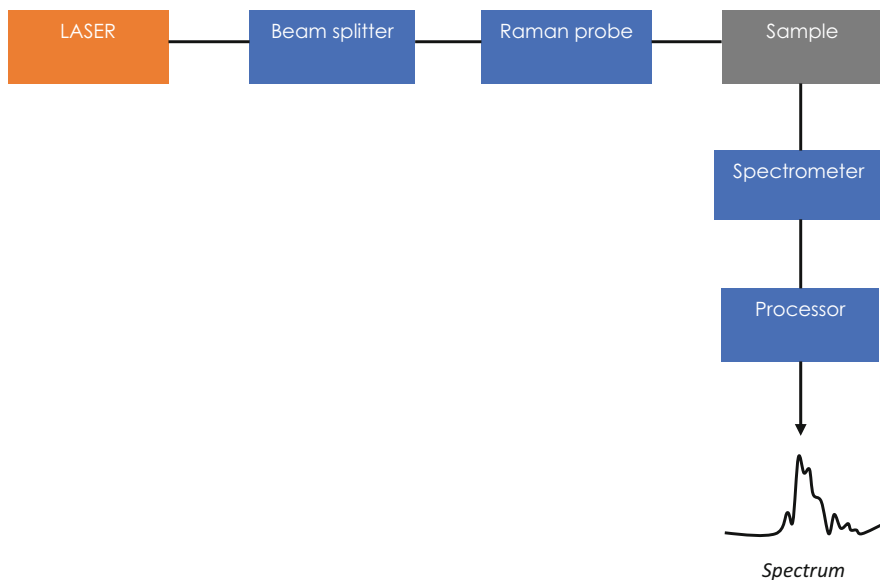 LASER
Beam splitter
Raman probe
Sample
Spectrometer
Processor
Spectrum